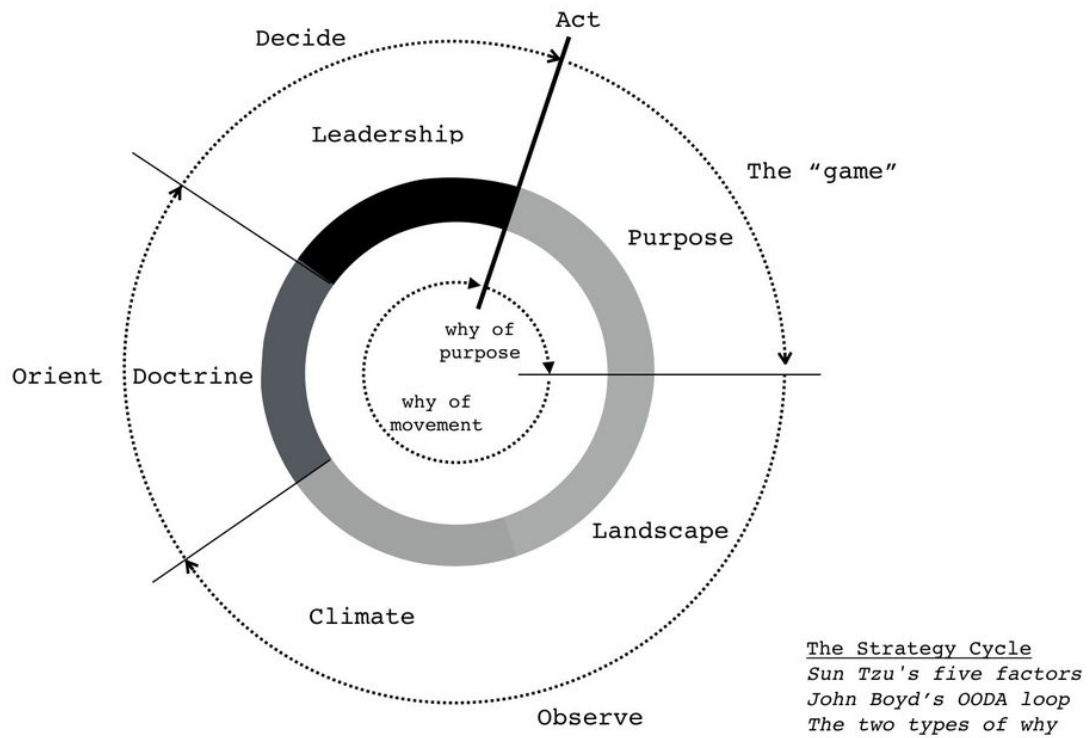 Act
Decide
Leadership
The “game”
Purpose
why of
purpose
Orient
Doctrine
why of
movement
Landscape
Climate
Observe
The Strategy Cycle
Sun Tzu's five factors
John Boyd’s OODA loop
The two types of why